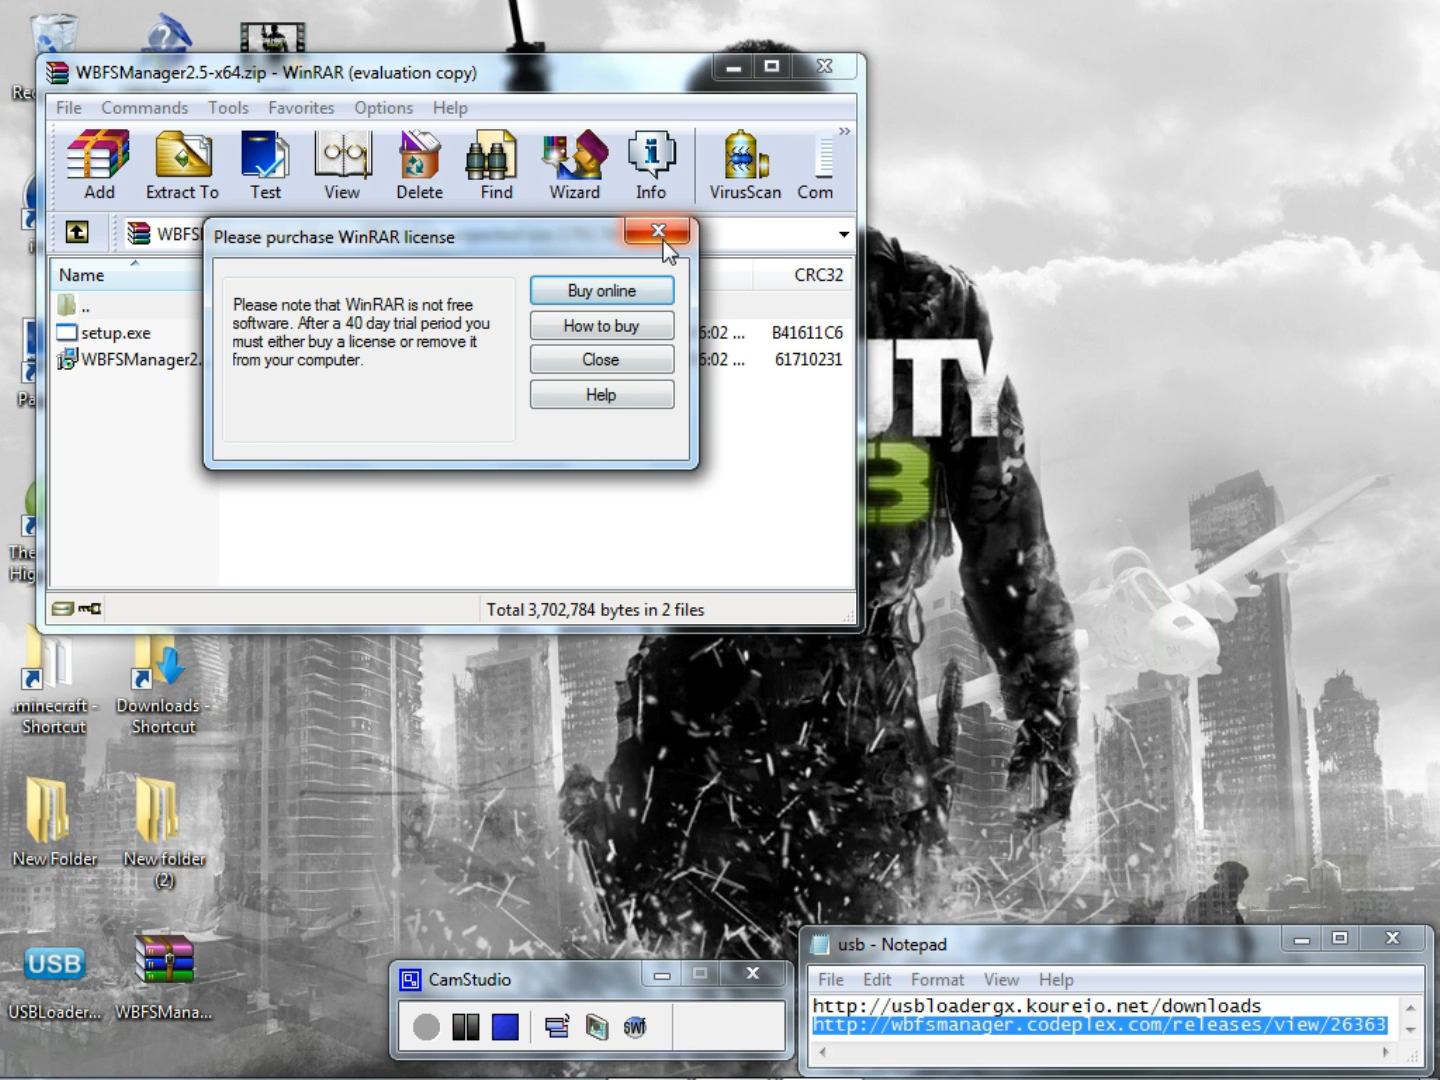 WBFSManager2.5-x64.zip - WinRAR (evaluation copy)
File Commands Tools Favorites Options Help
Add Extract To Test View Delete Find Wizard Info VirusScan Com
WBFS
Please purchase WinRAR license
Name CRC32
..
setup.exe 6:02 ... B41611C6
WBFSManager2. 6:02 ... 61710231
Please note that WinRAR is not free
software. After a 40 day trial period you
must either buy a license or remove it
from your computer.
Buy online
How to buy
Close
Help
Total 3,702,784 bytes in 2 files
UTY
3
.minecraft -
Shortcut
Downloads -
Shortcut
New Folder
New folder
(2)
USB
USBLoader...
WBFSMana...
CamStudio
SWF
usb - Notepad
File Edit Format View Help
http://usbloadergx.koureio.net/downloads
http://wbfsmanager.codeplex.com/releases/view/26363